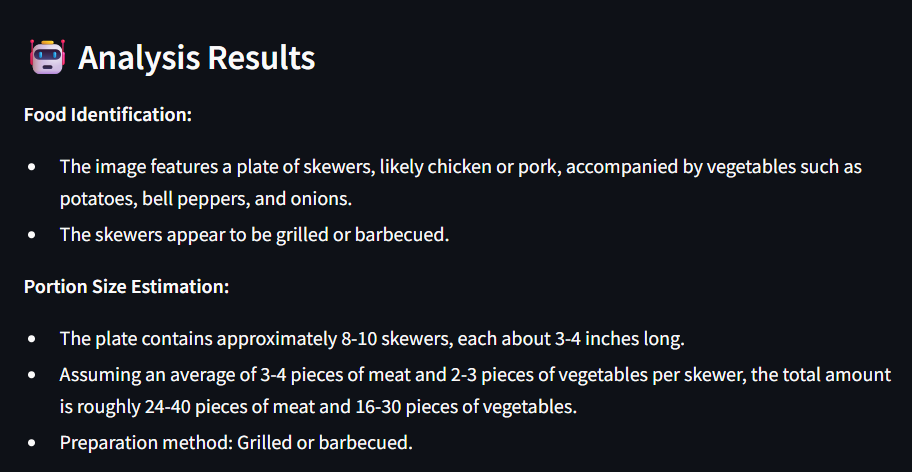 Analysis Results
Food Identification:
• The image features a plate of skewers, likely chicken or pork, accompanied by vegetables such as
potatoes, bell peppers, and onions.
• The skewers appear to be grilled or barbecued.
Portion Size Estimation:
• The plate contains approximately 8-10 skewers, each about 3-4 inches long.
• Assuming an average of 3-4 pieces of meat and 2-3 pieces of vegetables per skewer, the total amount
is roughly 24-40 pieces of meat and 16-30 pieces of vegetables.
• Preparation method: Grilled or barbecued.